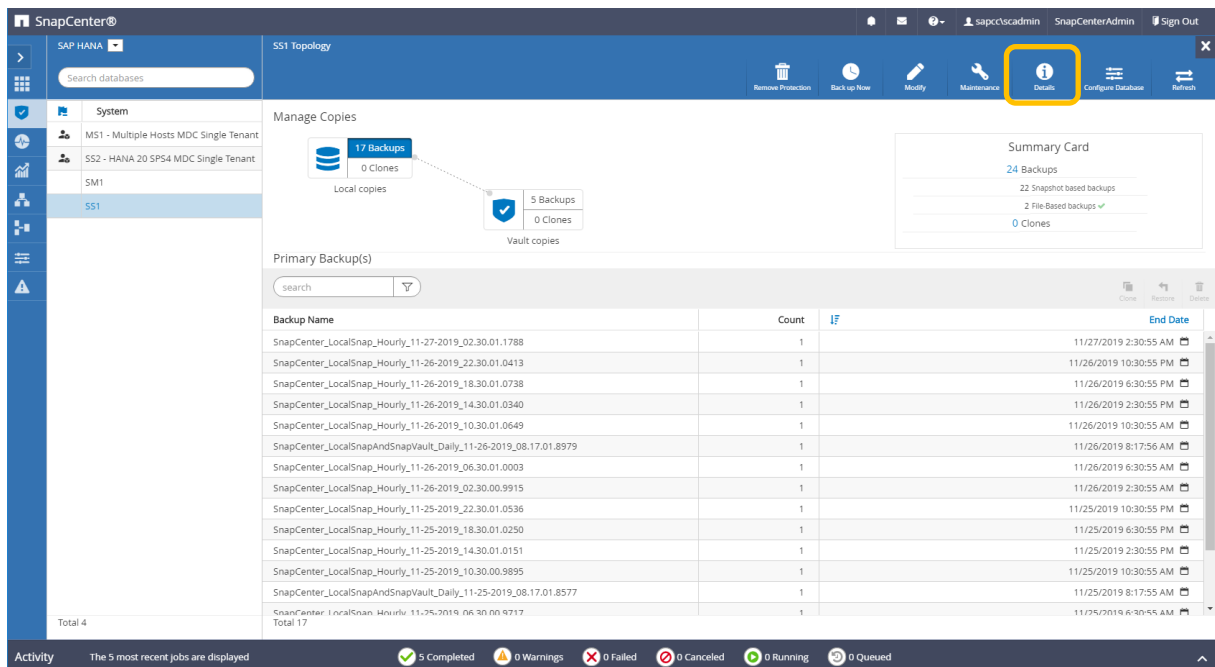 SnapCenter®
sapcc\scadmin SnapCenterAdmin Sign Out
SAP HANA
Search databases
System
MS1 - Multiple Hosts MDC Single Tenant
SS2 - HANA 20 SPS4 MDC Single Tenant
SM1
SS1
Total 4
SS1 Topology
Remove Protection Back up Now Modify Maintenance Details Configure Database Refresh
Manage Copies
17 Backups
0 Clones
Local copies
5 Backups
0 Clones
Vault copies
Summary Card
24 Backups
22 Snapshot based backups
2 File-Based backups
0 Clones
Primary Backup(s)
search
Clone Restore Delete
Backup Name Count End Date
SnapCenter_LocalSnap_Hourly_11-27-2019_02.30.01.1788 1 11/27/2019 2:30:55 AM
SnapCenter_LocalSnap_Hourly_11-26-2019_22.30.01.0413 1 11/26/2019 10:30:55 PM
SnapCenter_LocalSnap_Hourly_11-26-2019_18.30.01.0738 1 11/26/2019 6:30:55 PM
SnapCenter_LocalSnap_Hourly_11-26-2019_14.30.01.0340 1 11/26/2019 2:30:55 PM
SnapCenter_LocalSnap_Hourly_11-26-2019_10.30.01.0649 1 11/26/2019 10:30:55 AM
SnapCenter_LocalSnapAndSnapVault_Daily_11-26-2019_08.17.01.8979 1 11/26/2019 8:17:56 AM
SnapCenter_LocalSnap_Hourly_11-26-2019_06.30.01.0003 1 11/26/2019 6:30:55 AM
SnapCenter_LocalSnap_Hourly_11-26-2019_02.30.00.9915 1 11/26/2019 2:30:55 AM
SnapCenter_LocalSnap_Hourly_11-25-2019_22.30.01.0536 1 11/25/2019 10:30:55 PM
SnapCenter_LocalSnap_Hourly_11-25-2019_18.30.01.0250 1 11/25/2019 6:30:55 PM
SnapCenter_LocalSnap_Hourly_11-25-2019_14.30.01.0151 1 11/25/2019 2:30:55 PM
SnapCenter_LocalSnap_Hourly_11-25-2019_10.30.00.9895 1 11/25/2019 10:30:55 AM
SnapCenter_LocalSnapAndSnapVault_Daily_11-25-2019_08.17.01.8577 1 11/25/2019 8:17:55 AM
SnapCenter_LocalSnap_Hourly_11-25-2019_06.30.00.9717 1 11/25/2019 6:30:55 AM
Total 17
Activity The 5 most recent jobs are displayed 5 Completed 0 Warnings 0 Failed 0 Canceled 0 Running 0 Queued